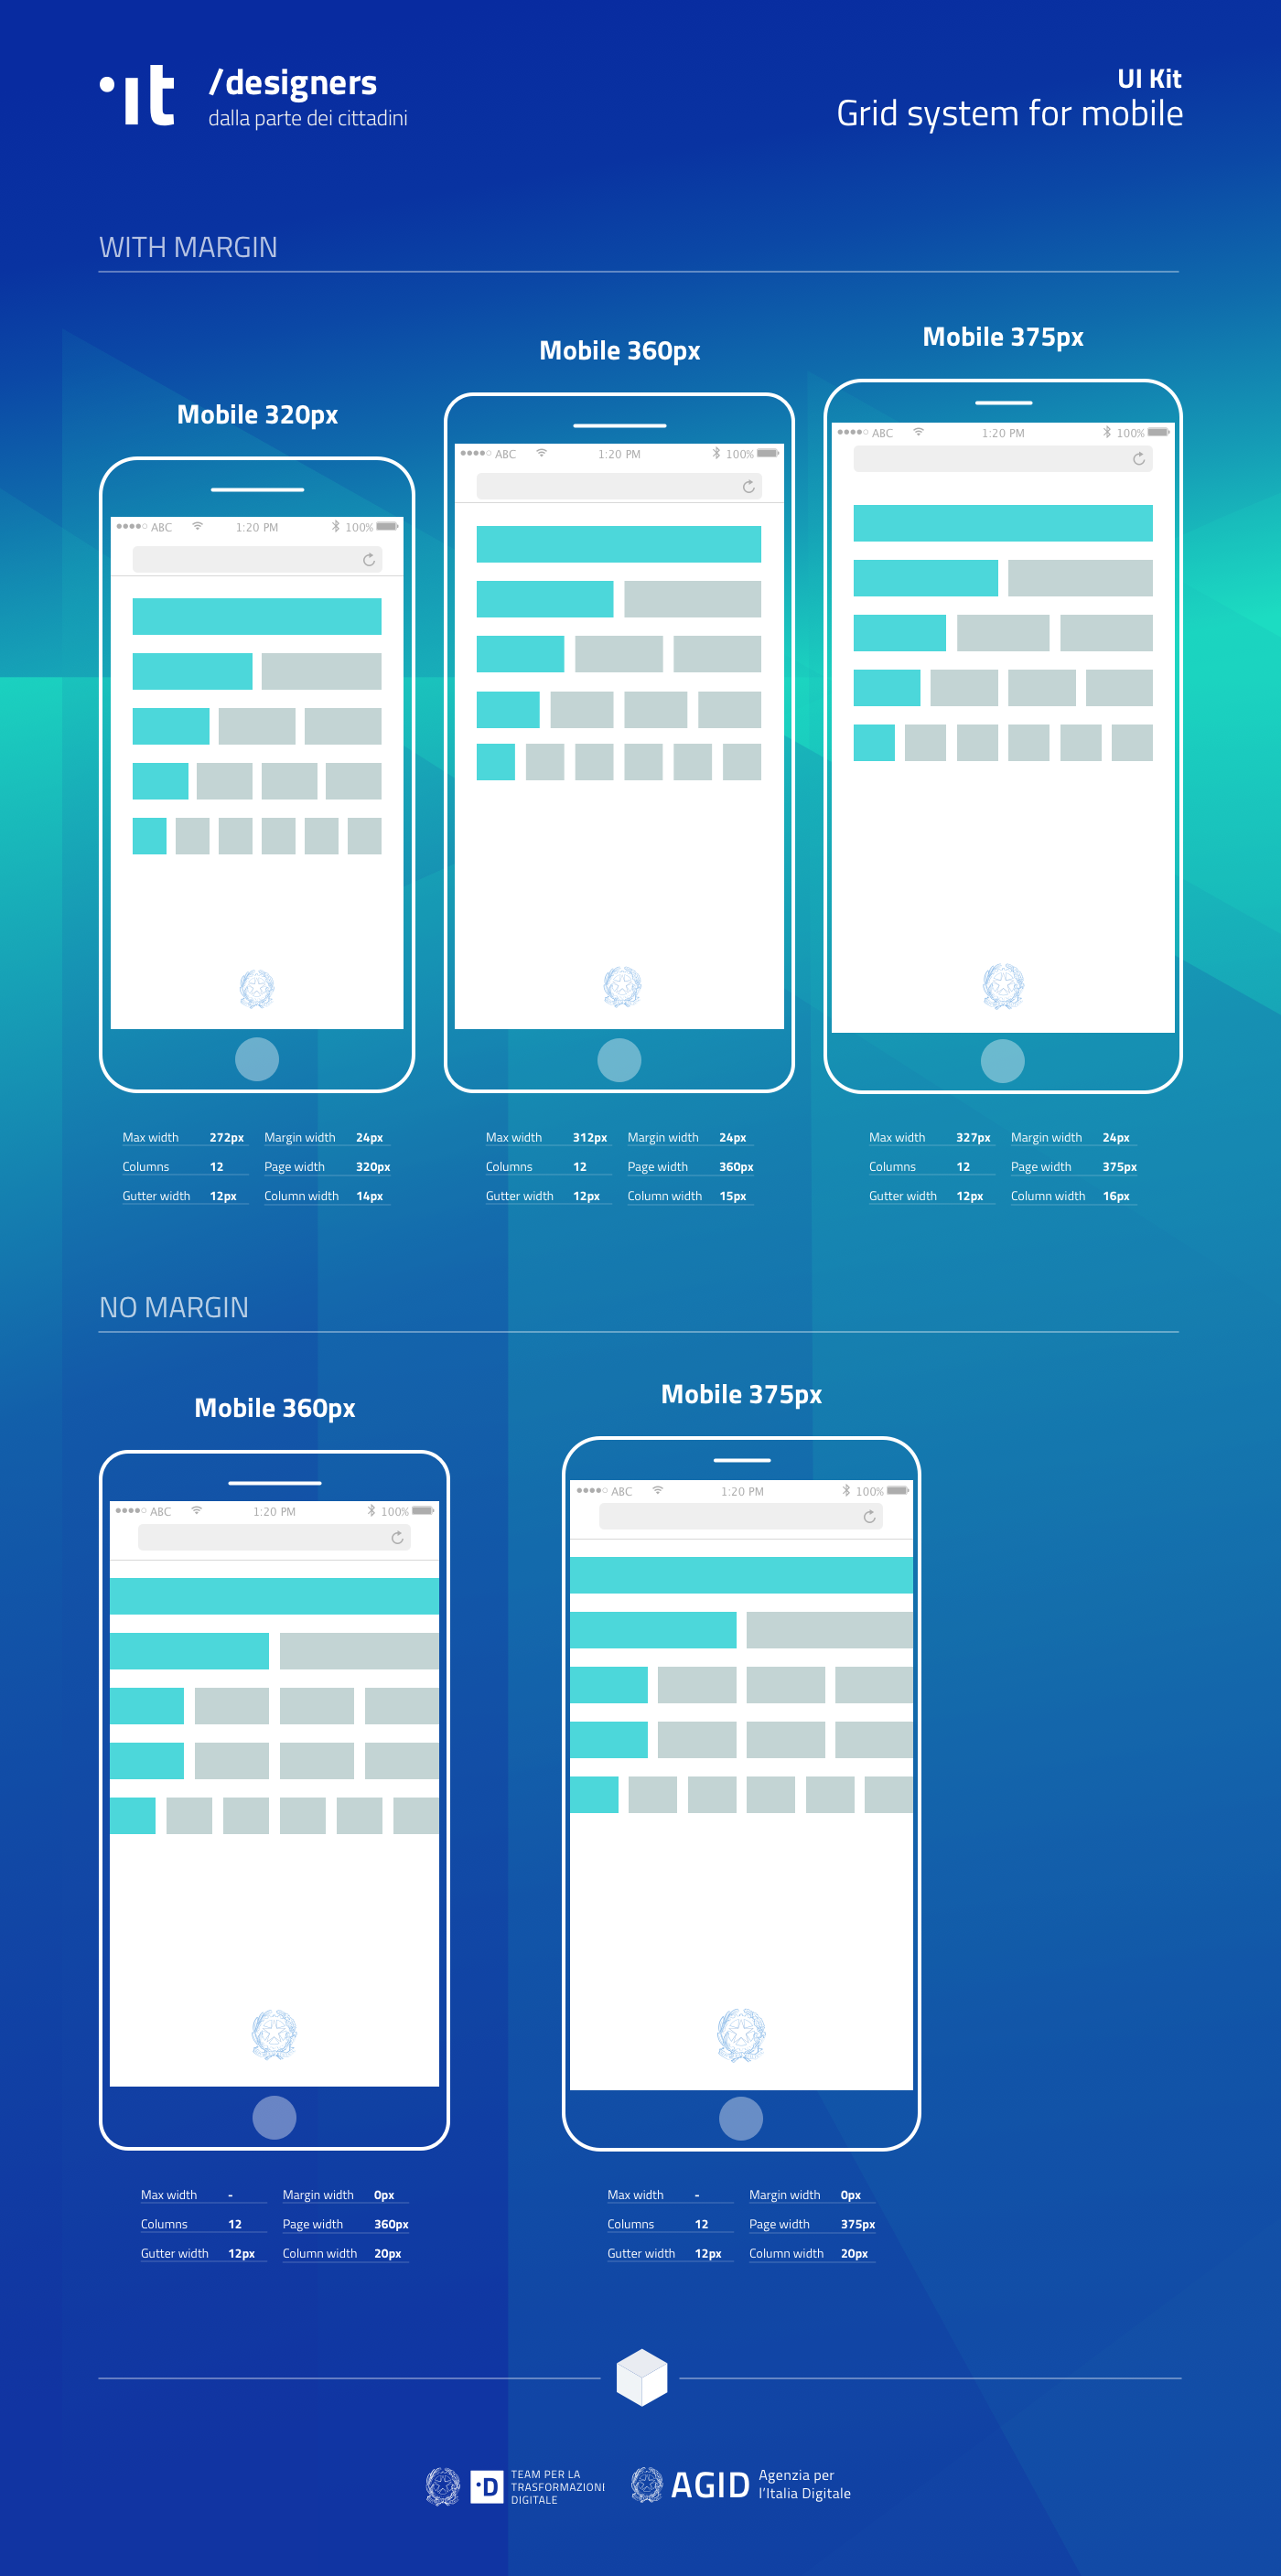 ·ıt /designers
dalla parte dei cittadini
UI Kit
Grid system for mobile
WITH MARGIN
Mobile 320px
ABC 1:20 PM 100%
Max width 272px Margin width 24px
Columns 12 Page width 320px
Gutter width 12px Column width 14px
Mobile 360px
ABC 1:20 PM 100%
Max width 312px Margin width 24px
Columns 12 Page width 360px
Gutter width 12px Column width 15px
Mobile 375px
ABC 1:20 PM 100%
Max width 327px Margin width 24px
Columns 12 Page width 375px
Gutter width 12px Column width 16px
NO MARGIN
Mobile 360px
ABC 1:20 PM 100%
Max width - Margin width 0px
Columns 12 Page width 360px
Gutter width 12px Column width 20px
Mobile 375px
ABC 1:20 PM 100%
Max width - Margin width 0px
Columns 12 Page width 375px
Gutter width 12px Column width 20px
·D
TEAM PER LA
TRASFORMAZIONI
DIGITALE
AGID
Agenzia per
l'Italia Digitale